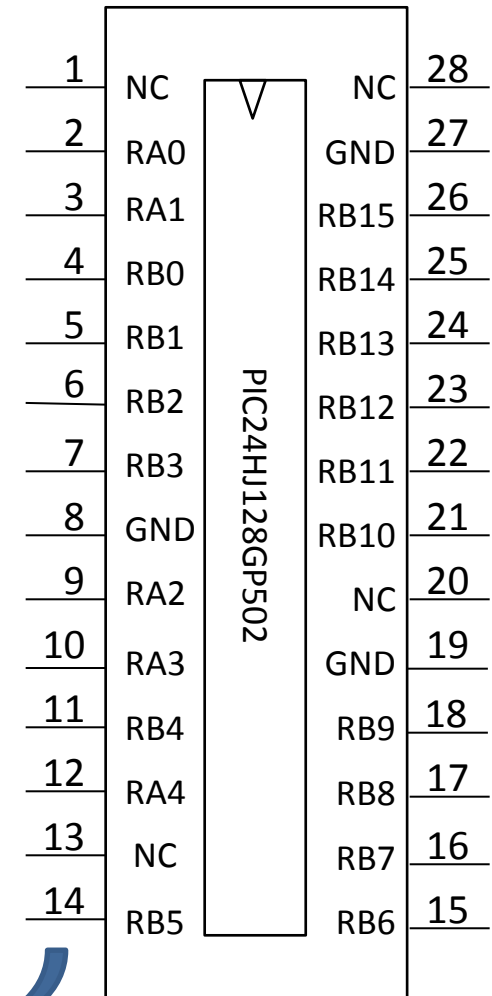 1 NC NC 28
2 RA0 GND 27
3 RA1 RB15 26
4 RB0 RB14 25
5 RB1 RB13 24
6 RB2 RB12 23
7 RB3 RB11 22
8 GND RB10 21
9 RA2 NC 20
10 RA3 GND 19
11 RB4 RB9 18
12 RA4 RB8 17
13 NC RB7 16
14 RB5 RB6 15
PIC24HJ128GP502